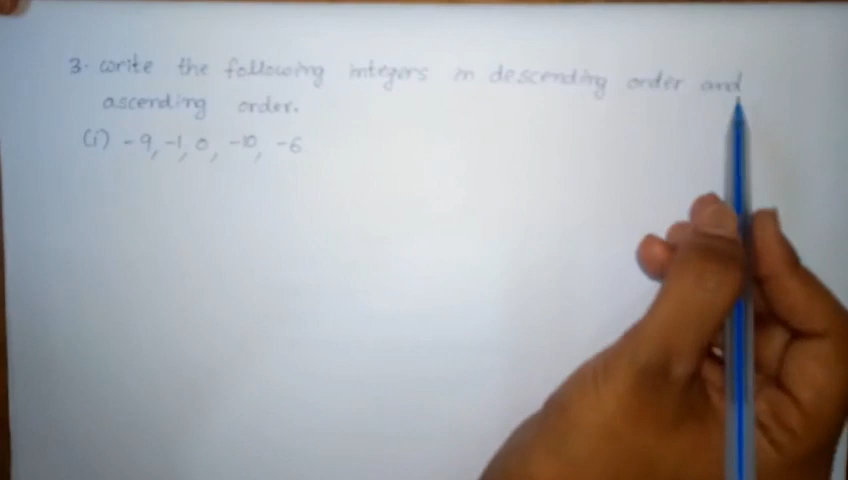 3. Write the following integers in descending order and
ascending order.
(i) -9, -1, 0, -10, -6